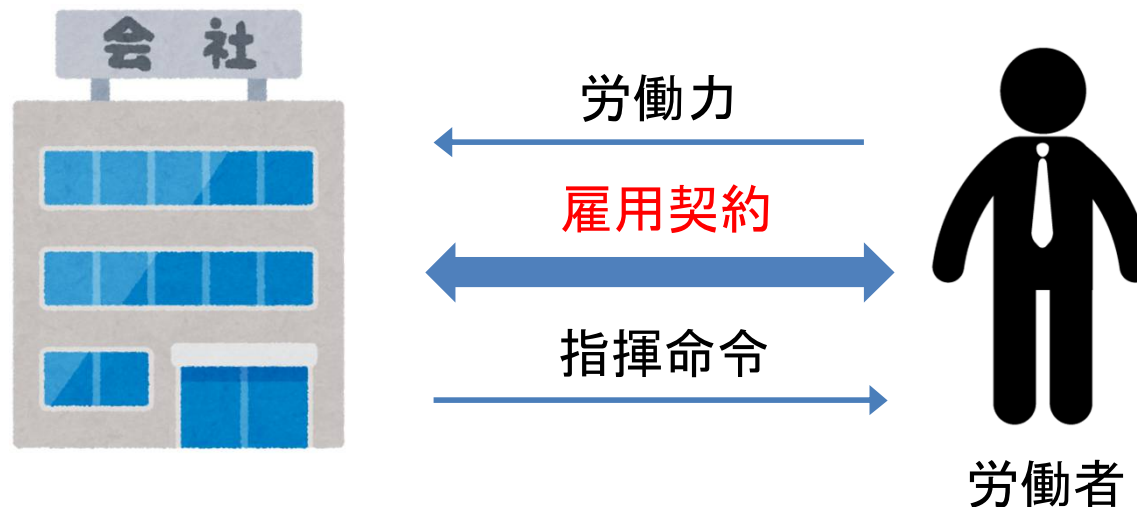 会社
労働力
雇用契約
指揮命令
労働者